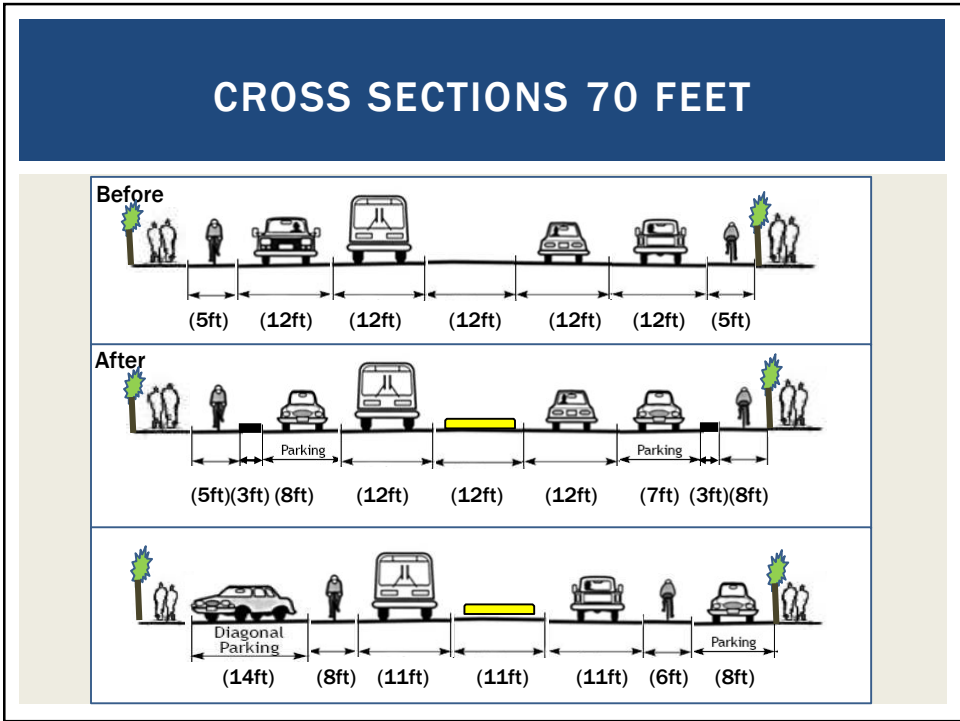 CROSS SECTIONS 70 FEET
Before
(5ft) (12ft) (12ft) (12ft) (12ft) (12ft) (5ft)
After
Parking Parking
(5ft)(3ft) (8ft) (12ft) (12ft) (12ft) (7ft) (3ft)(8ft)
Diagonal
Parking Parking
(14ft) (8ft) (11ft) (11ft) (11ft) (6ft) (8ft)